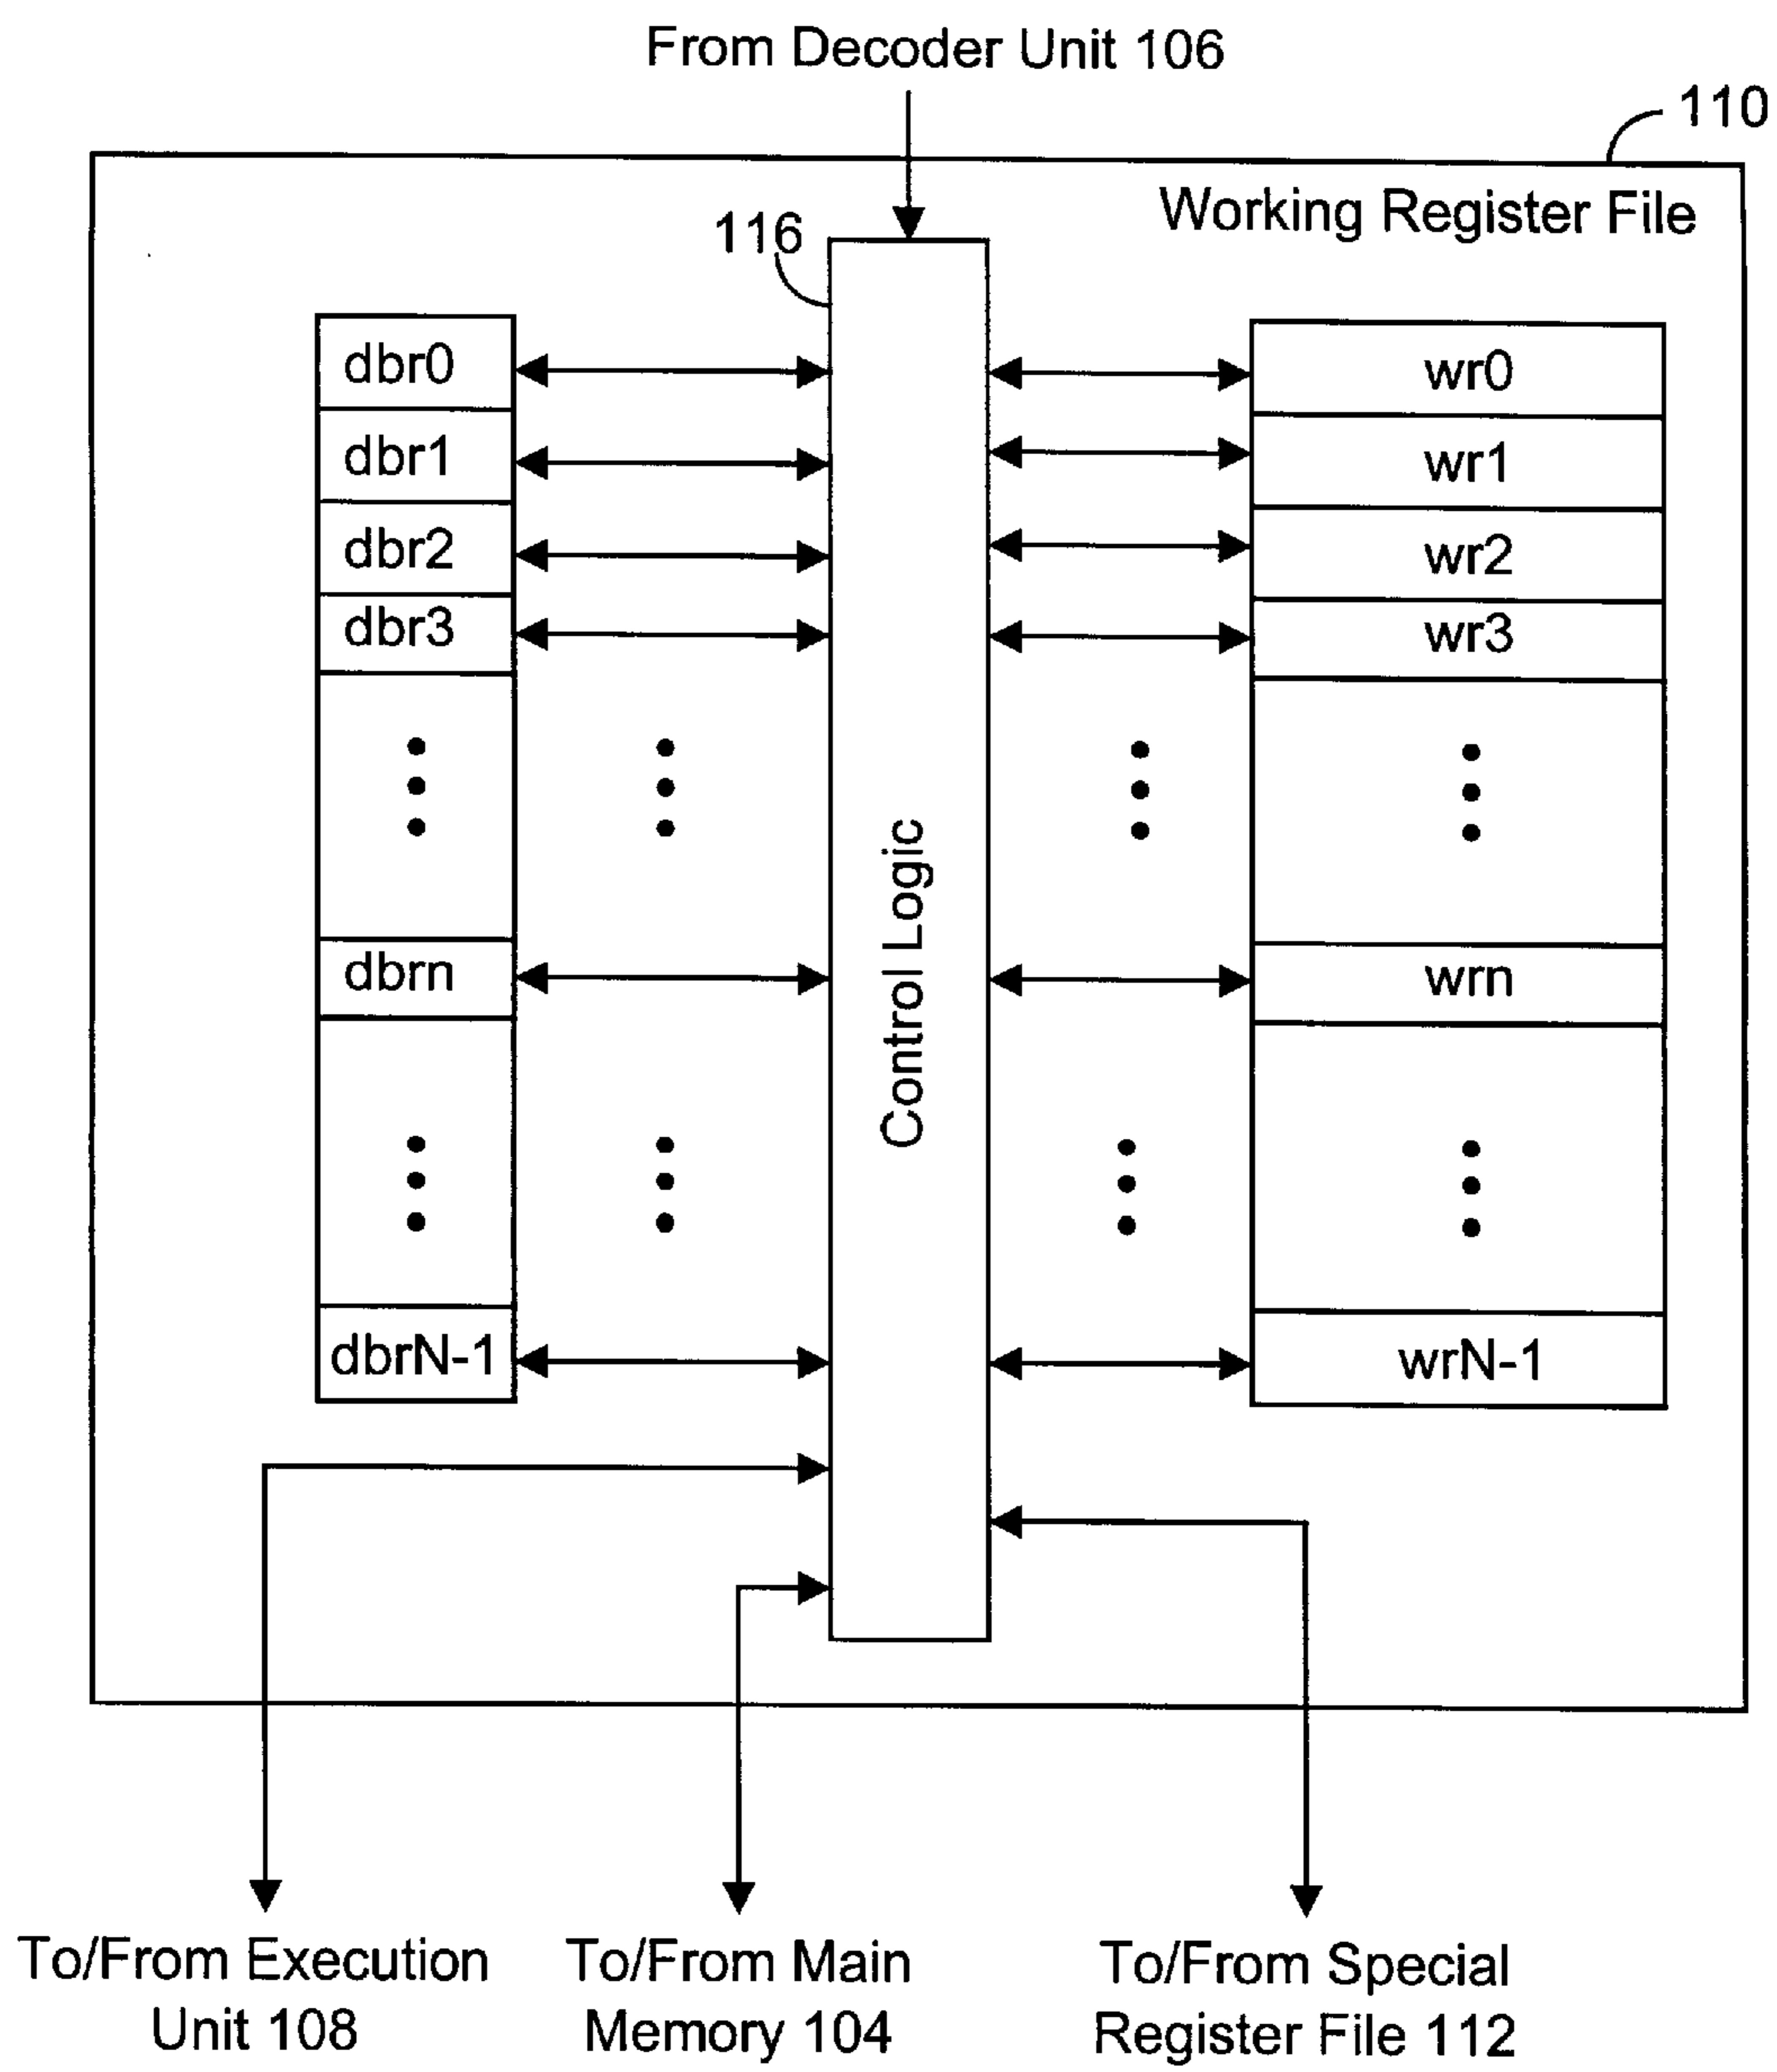 From Decoder Unit 106
110
Working Register File
116
dbr0
wr0
dbr1
wr1
dbr2
wr2
dbr3
wr3
Control Logic
dbrn
wrn
dbrN-1
wrN-1
To/From Execution
Unit 108
To/From Main
Memory 104
To/From Special
Register File 112